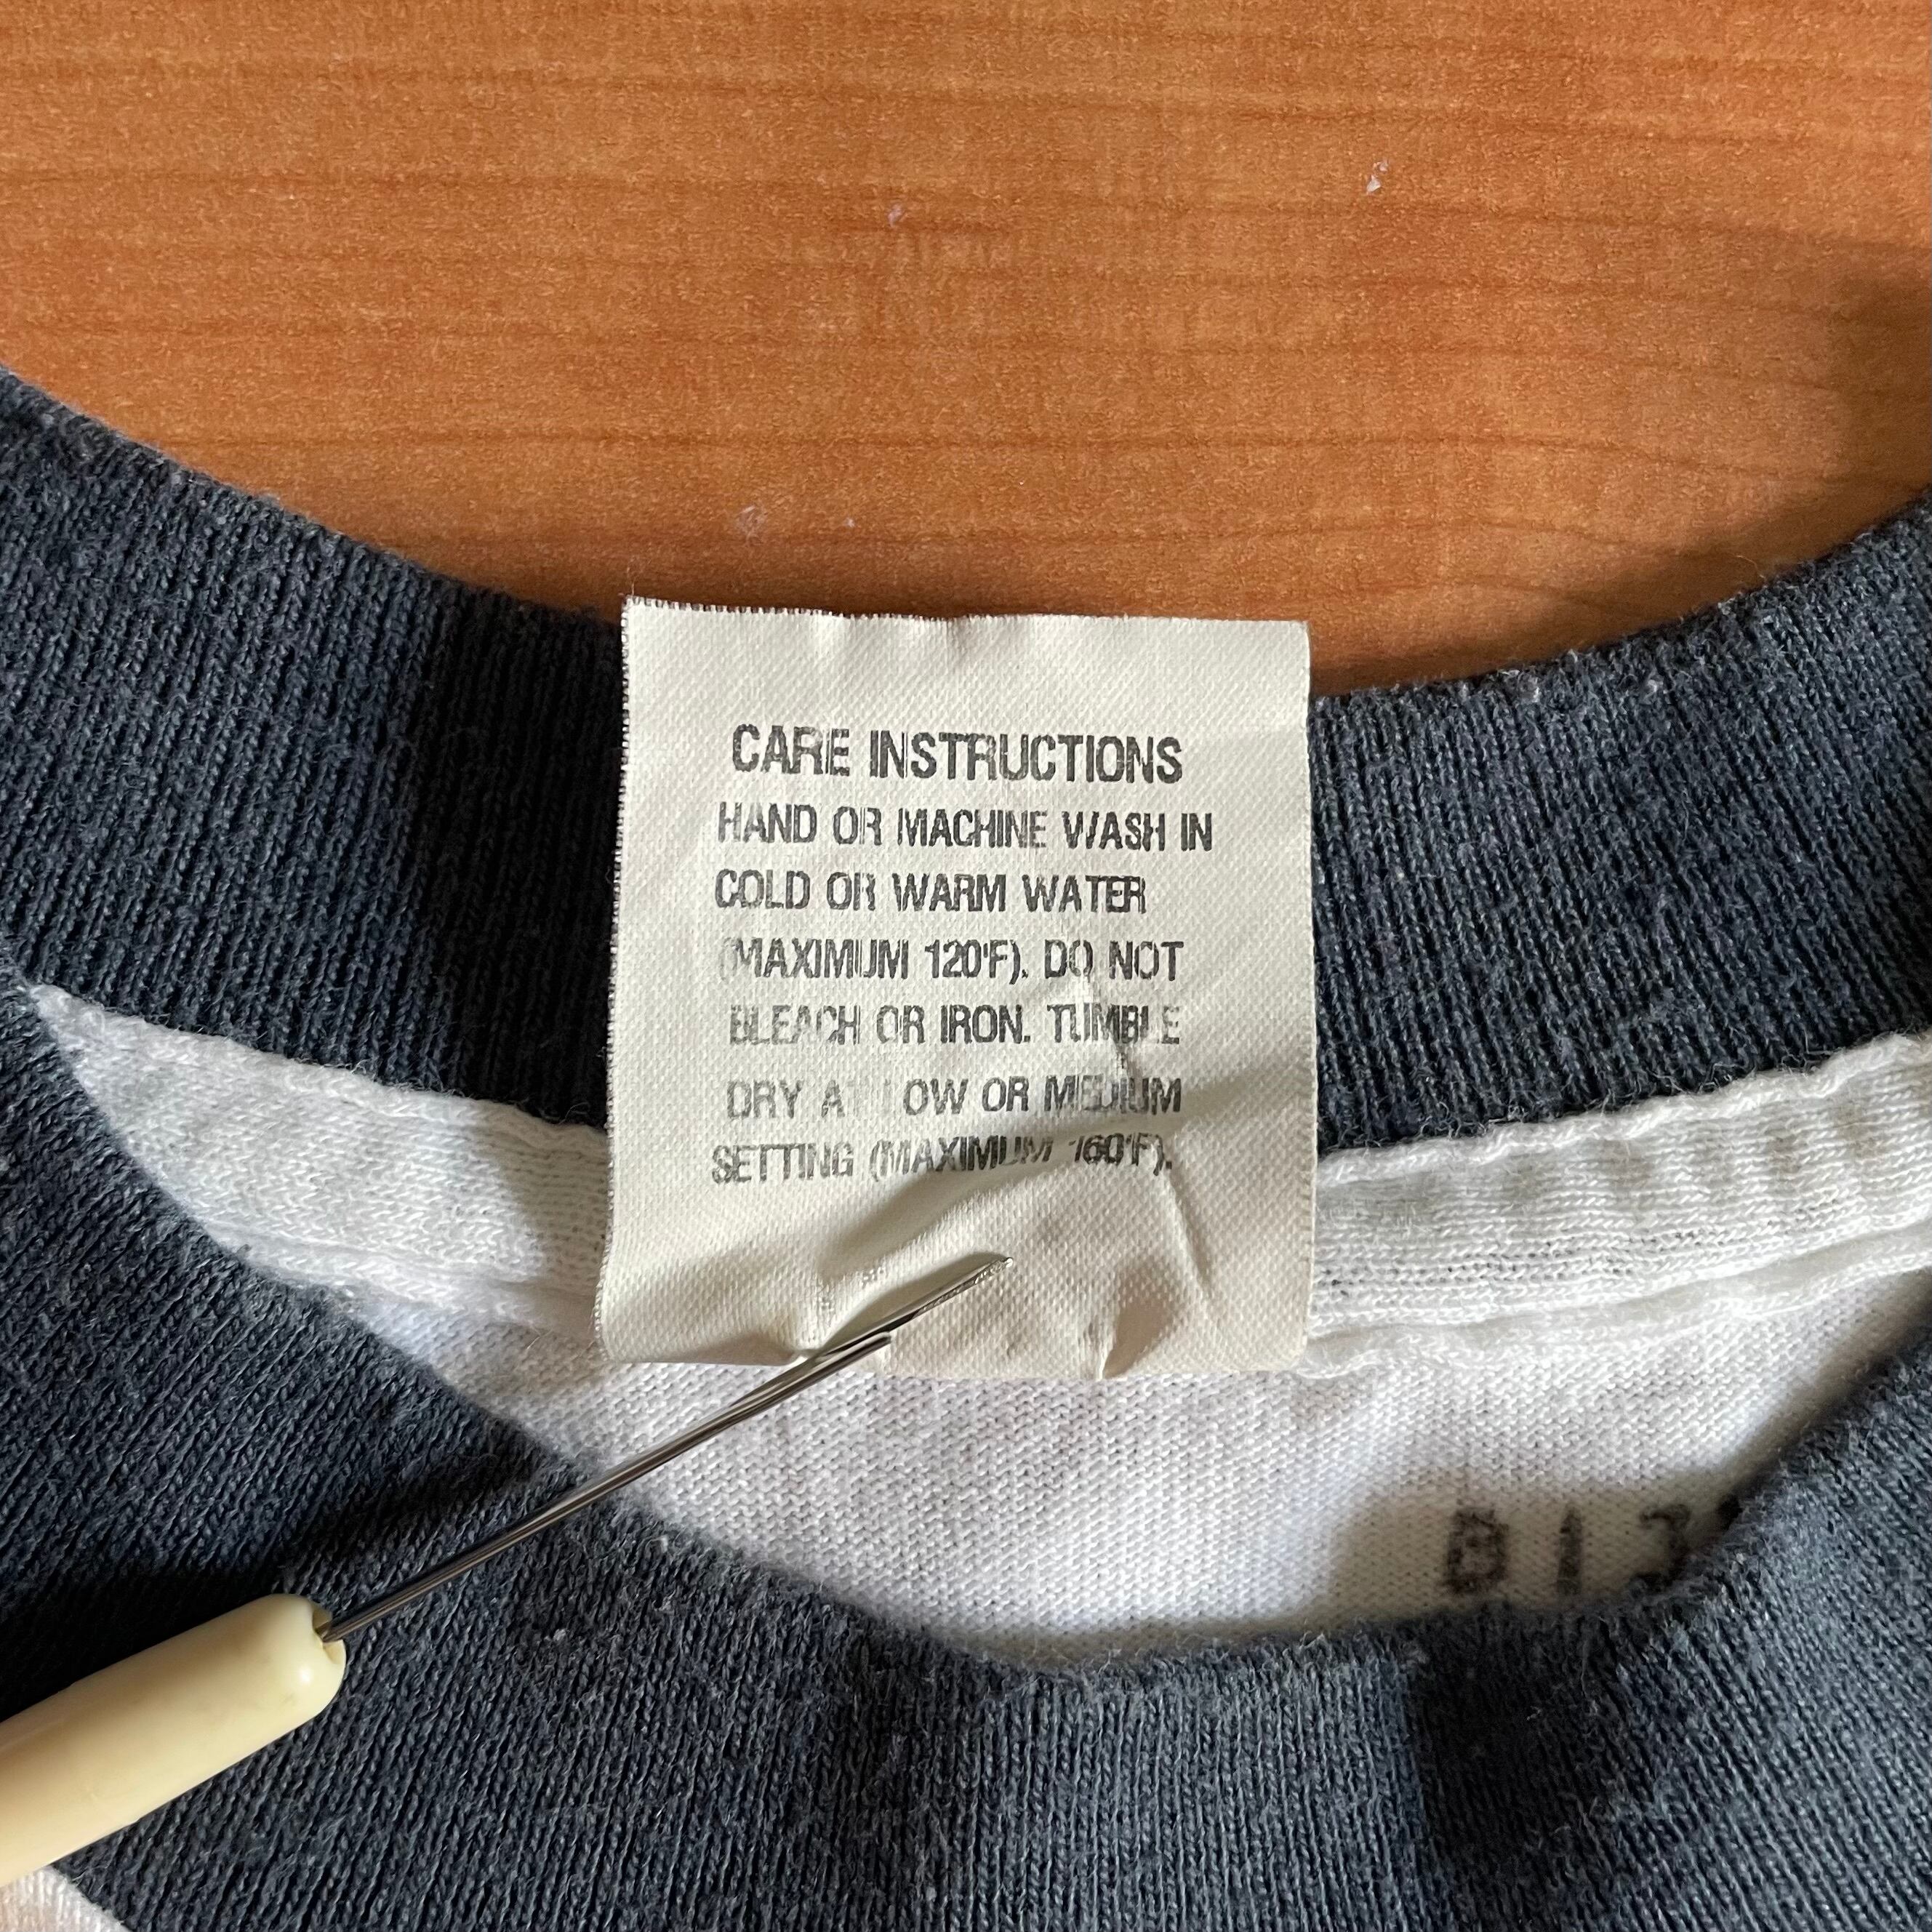 CARE INSTRUCTIONS
HAND OR MACHINE WASH IN
COLD OR WARM WATER
(MAXIMUM 120°F). DO NOT
BLEACH OR IRON. TUMBLE
DRY AT LOW OR MEDIUM
SETTING (MAXIMUM 160°F).